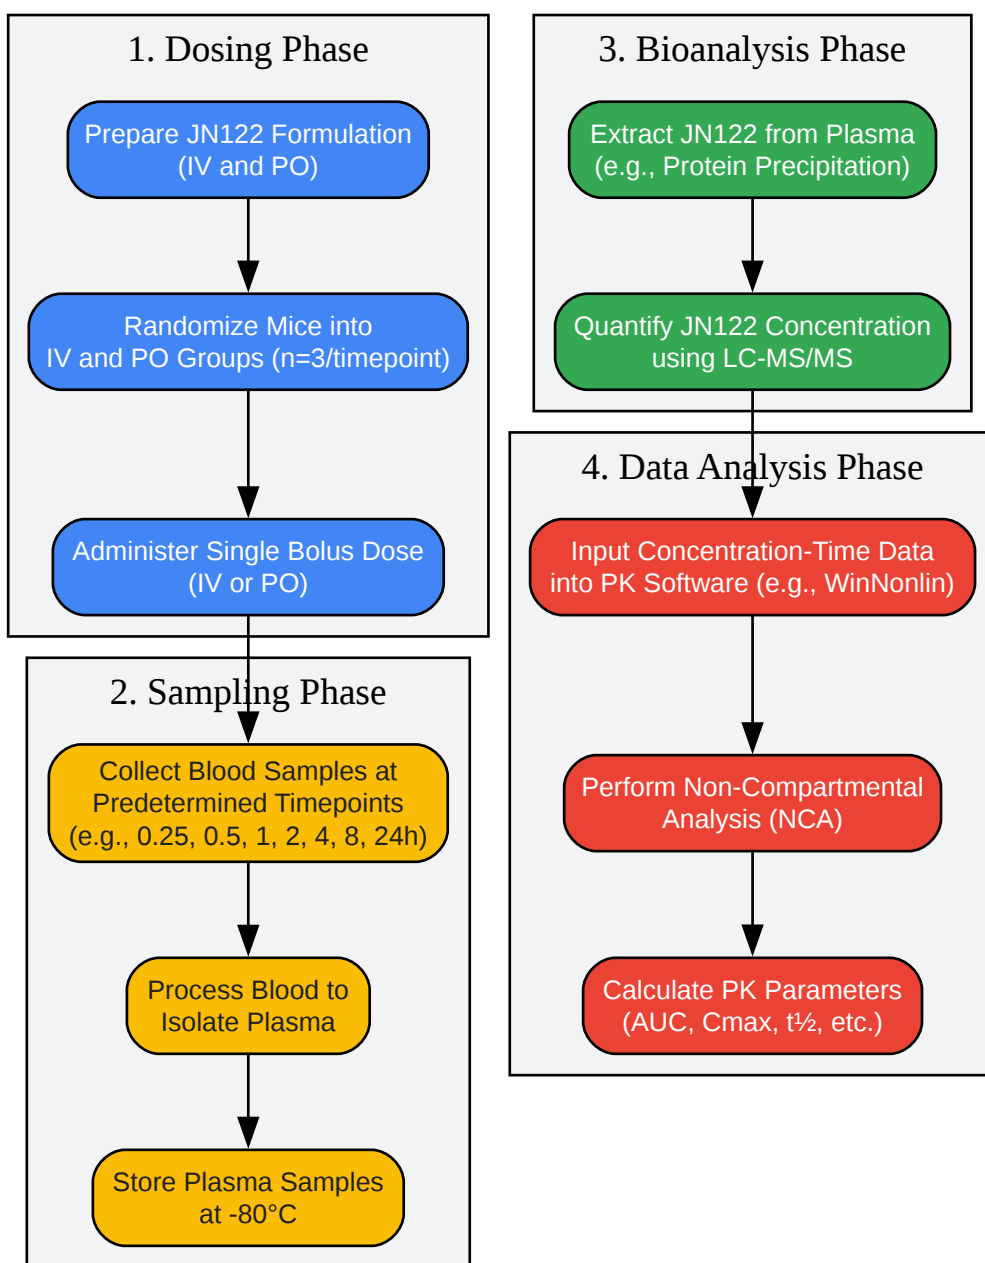 1. Dosing Phase
Prepare JN122 Formulation
(IV and PO)
Randomize Mice into
IV and PO Groups (n=3/timepoint)
Administer Single Bolus Dose
(IV or PO)
2. Sampling Phase
Collect Blood Samples at
Predetermined Timepoints
(e.g., 0.25, 0.5, 1, 2, 4, 8, 24h)
Process Blood to
Isolate Plasma
Store Plasma Samples
at -80°C
3. Bioanalysis Phase
Extract JN122 from Plasma
(e.g., Protein Precipitation)
Quantify JN122 Concentration
using LC-MS/MS
4. Data Analysis Phase
Input Concentration-Time Data
into PK Software (e.g., WinNonlin)
Perform Non-Compartmental
Analysis (NCA)
Calculate PK Parameters
(AUC, Cmax, t½, etc.)